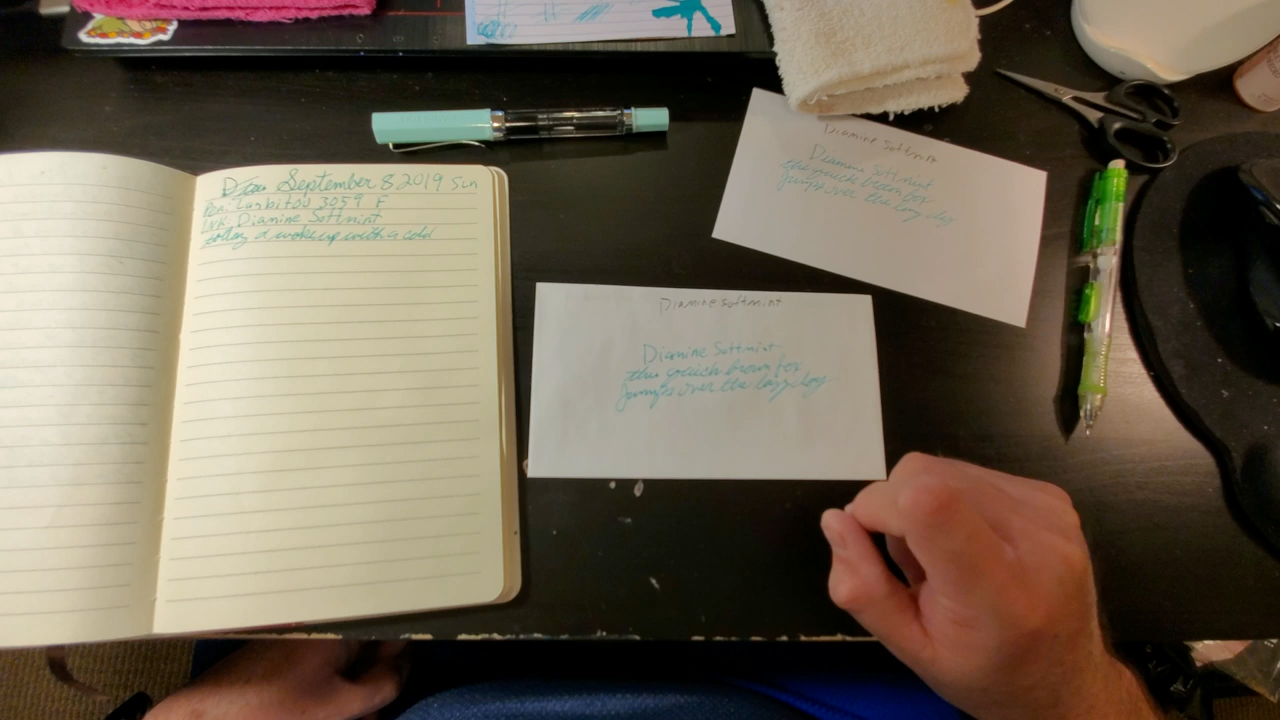 September 8 2019 Sun
Pen: Lanbitou 3059 F
INK: Diamine Softmint
today I woke up with a cold
Diamine Softmint
Diamine Softmint
the quick brown fox
jumps over the lazy dog
Diamine Softmint
Diamine Softmint
the quick brown fox
jumps over the lazy dog